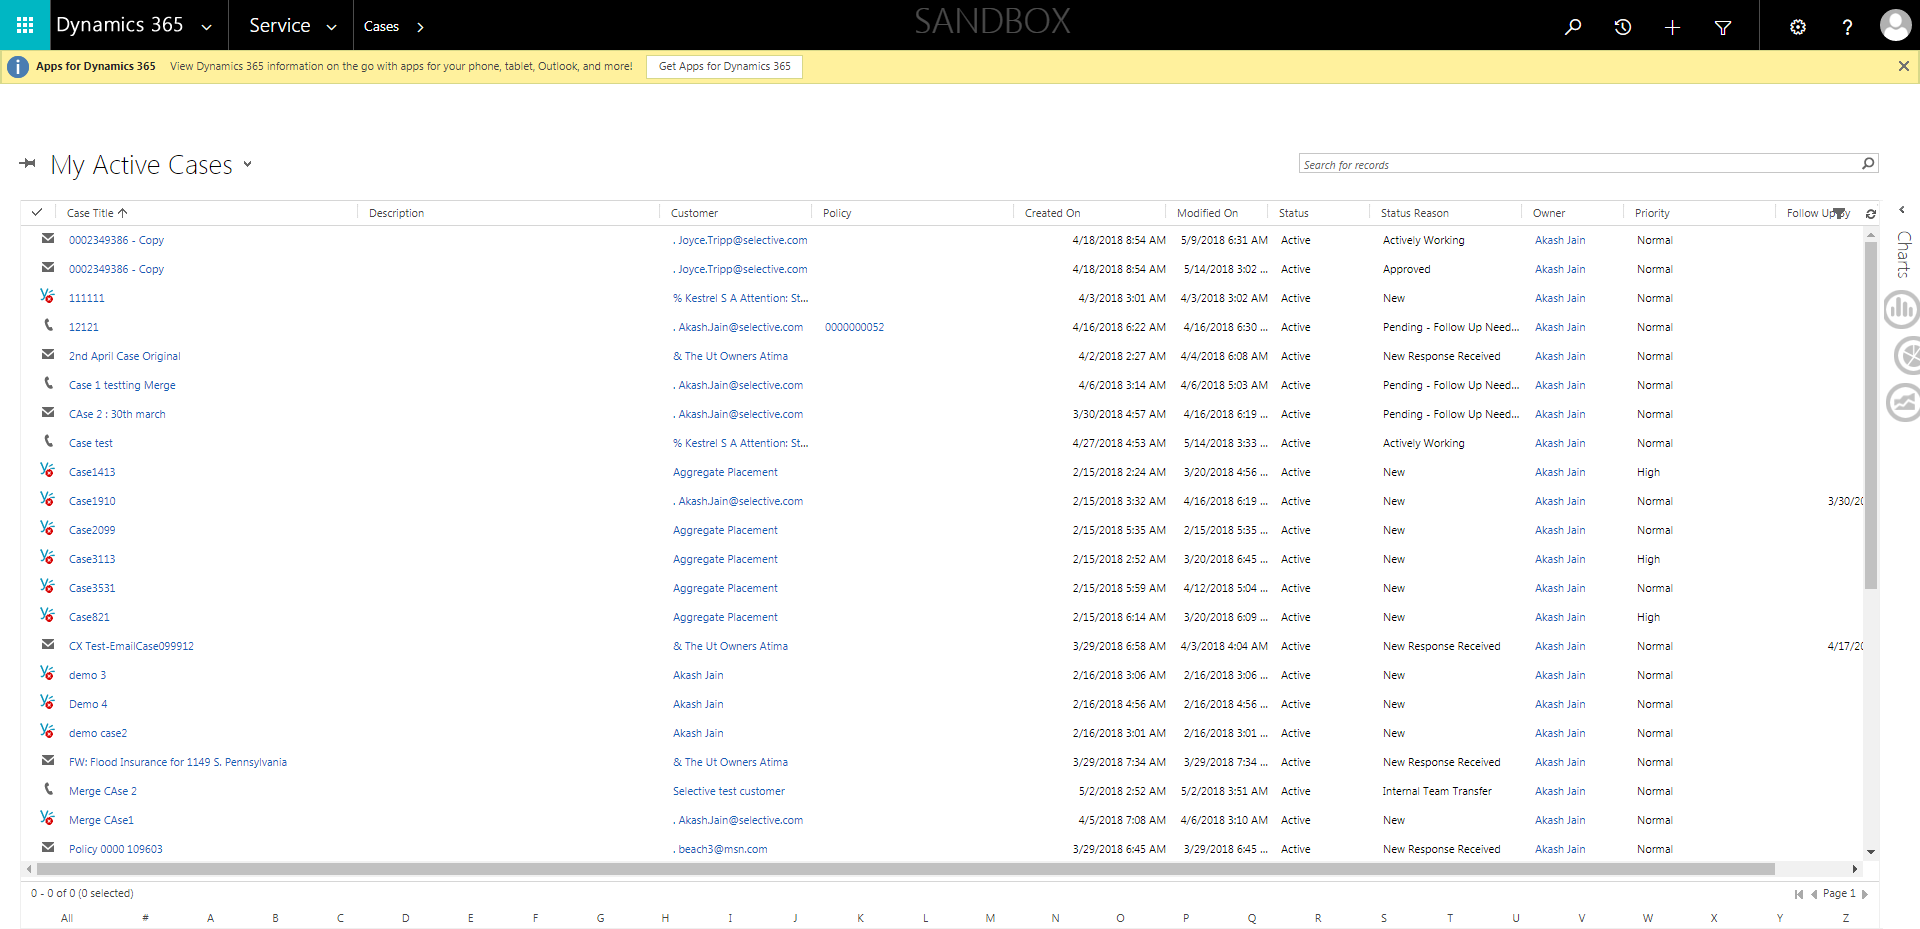 Dynamics 365 Service Cases SANDBOX
Apps for Dynamics 365 View Dynamics 365 information on the go with apps for your phone, tablet, Outlook, and more! Get Apps for Dynamics 365
My Active Cases Search for records
Case Title Description Customer Policy Created On Modified On Status Status Reason Owner Priority Follow Up By
0002349386 - Copy . Joyce.Tripp@selective.com 4/18/2018 8:54 AM 5/9/2018 6:31 AM Active Actively Working Akash Jain Normal
0002349386 - Copy . Joyce.Tripp@selective.com 4/18/2018 8:54 AM 5/14/2018 3:02 ... Active Approved Akash Jain Normal
111111 % Kestrel S A Attention: St... 4/3/2018 3:01 AM 4/3/2018 3:02 AM Active New Akash Jain Normal
12121 . Akash.Jain@selective.com 0000000052 4/16/2018 6:22 AM 4/16/2018 6:30 ... Active Pending - Follow Up Need... Akash Jain Normal
2nd April Case Original & The Ut Owners Atima 4/2/2018 2:27 AM 4/4/2018 6:08 AM Active New Response Received Akash Jain Normal
Case 1 testting Merge . Akash.Jain@selective.com 4/6/2018 3:14 AM 4/6/2018 5:03 AM Active Pending - Follow Up Need... Akash Jain Normal
CAse 2 : 30th march . Akash.Jain@selective.com 3/30/2018 4:57 AM 4/16/2018 6:19 ... Active Pending - Follow Up Need... Akash Jain Normal
Case test % Kestrel S A Attention: St... 4/27/2018 4:53 AM 5/14/2018 3:33 ... Active Actively Working Akash Jain Normal
Case1413 Aggregate Placement 2/15/2018 2:24 AM 3/20/2018 4:56 ... Active New Akash Jain High
Case1910 . Akash.Jain@selective.com 2/15/2018 3:32 AM 4/16/2018 6:19 ... Active New Akash Jain Normal 3/30/20
Case2099 Aggregate Placement 2/15/2018 5:35 AM 2/15/2018 5:35 ... Active New Akash Jain Normal
Case3113 Aggregate Placement 2/15/2018 2:52 AM 3/20/2018 6:45 ... Active New Akash Jain High
Case3531 Aggregate Placement 2/15/2018 5:59 AM 4/12/2018 5:04 ... Active New Akash Jain Normal
Case821 Aggregate Placement 2/15/2018 6:14 AM 3/20/2018 6:09 ... Active New Akash Jain High
CX Test-EmailCase099912 & The Ut Owners Atima 3/29/2018 6:58 AM 4/3/2018 4:04 AM Active New Response Received Akash Jain Normal 4/17/20
demo 3 Akash Jain 2/16/2018 3:06 AM 2/16/2018 3:06 ... Active New Akash Jain Normal
Demo 4 Akash Jain 2/16/2018 4:56 AM 2/16/2018 4:56 ... Active New Akash Jain Normal
demo case2 Akash Jain 2/16/2018 3:01 AM 2/16/2018 3:01 ... Active New Akash Jain Normal
FW: Flood Insurance for 1149 S. Pennsylvania & The Ut Owners Atima 3/29/2018 7:34 AM 3/29/2018 7:34 ... Active New Response Received Akash Jain Normal
Merge CAse 2 Selective test customer 5/2/2018 2:52 AM 5/2/2018 3:51 AM Active Internal Team Transfer Akash Jain Normal
Merge CAse1 . Akash.Jain@selective.com 4/5/2018 7:08 AM 4/6/2018 3:10 AM Active New Akash Jain Normal
Policy 0000 109603 . beach3@msn.com 3/29/2018 6:45 AM 3/29/2018 6:45 ... Active New Response Received Akash Jain Normal
Charts
0 - 0 of 0 (0 selected) Page 1
All # A B C D E F G H I J K L M N O P Q R S T U V W X Y Z